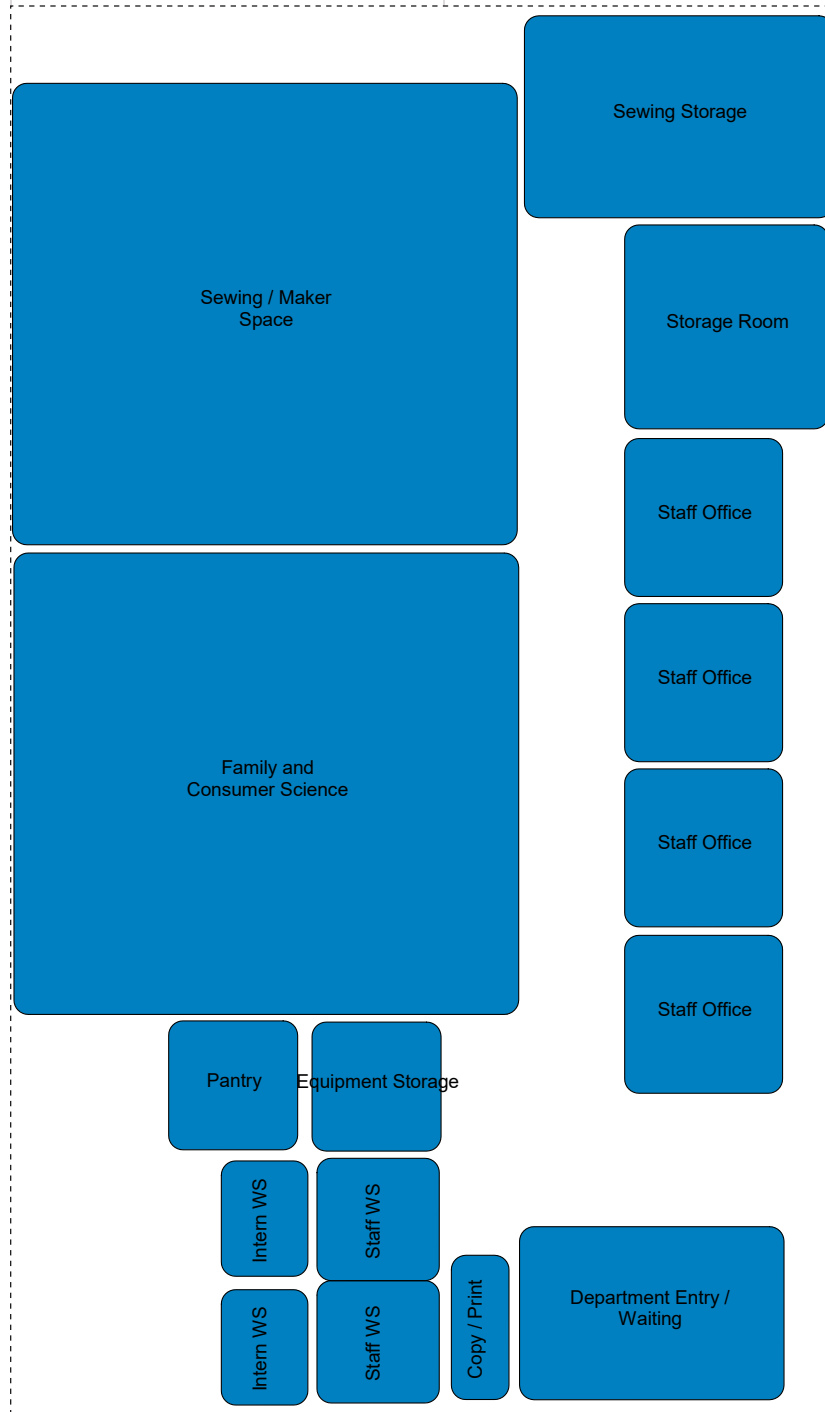 Sewing Storage
Sewing / Maker
Space
Storage Room
Staff Office
Staff Office
Family and
Consumer Science
Staff Office
Staff Office
Pantry
Equipment Storage
Intern WS
Staff WS
Intern WS
Staff WS
Copy / Print
Department Entry /
Waiting